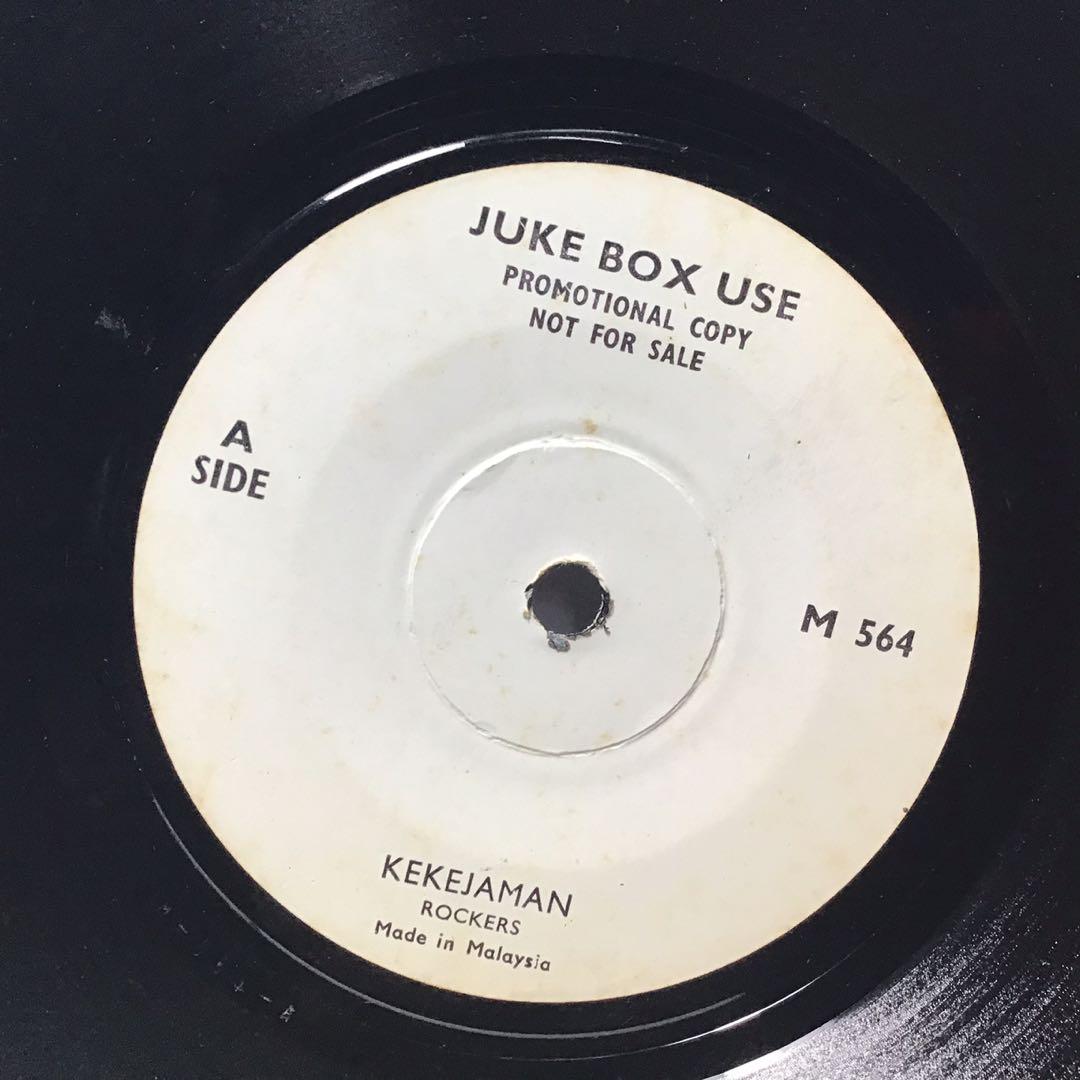 JUKE BOX USE
PROMOTIONAL COPY
NOT FOR SALE
A
SIDE
M 564
KEKEJAMAN
ROCKERS
Made in Malaysia